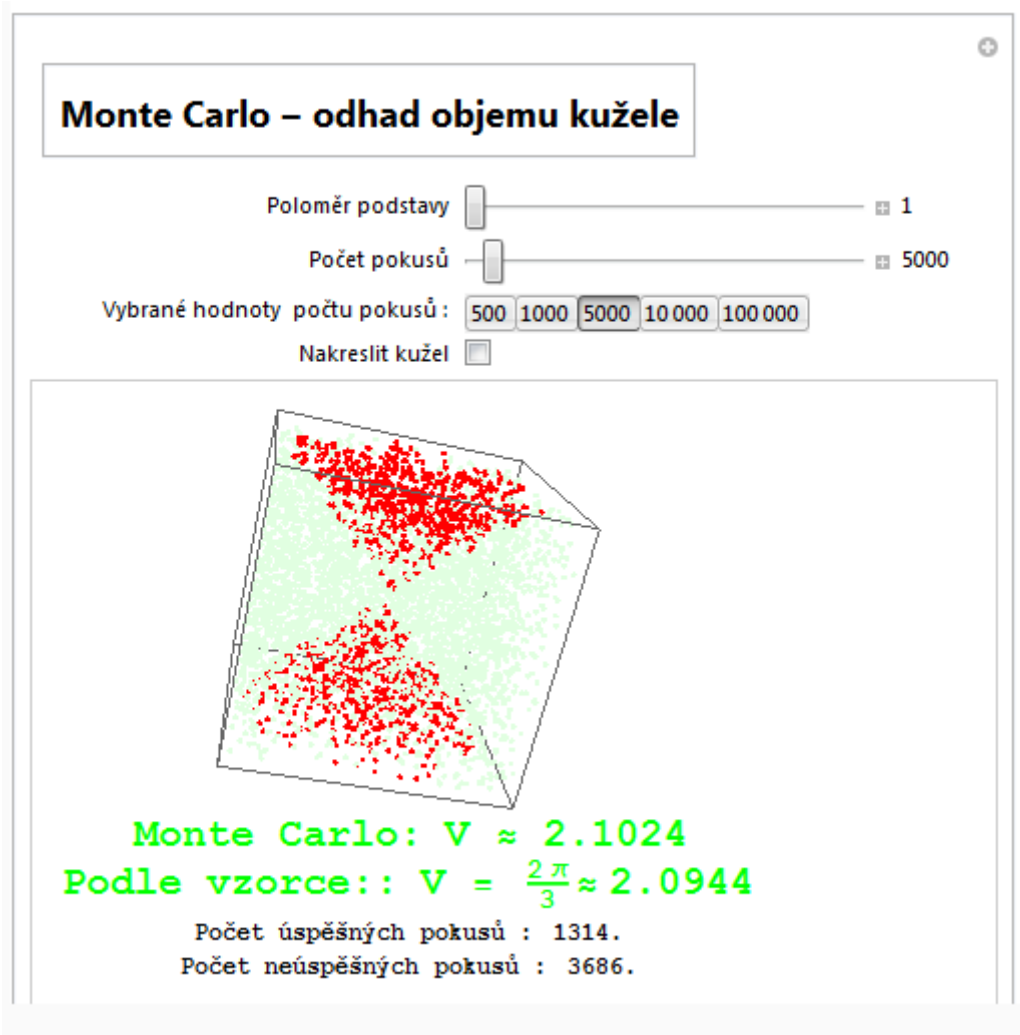 Monte Carlo – odhad objemu kužele
Poloměr podstavy 1
Počet pokusů 5000
Vybrané hodnoty počtu pokusů : 500 1000 5000 10 000 100 000
Nakreslit kužel
Monte Carlo: V ≈ 2.1024
Podle vzorce:: V = 2 π / 3 ≈ 2.0944
Počet úspěšných pokusů : 1314.
Počet neúspěšných pokusů : 3686.